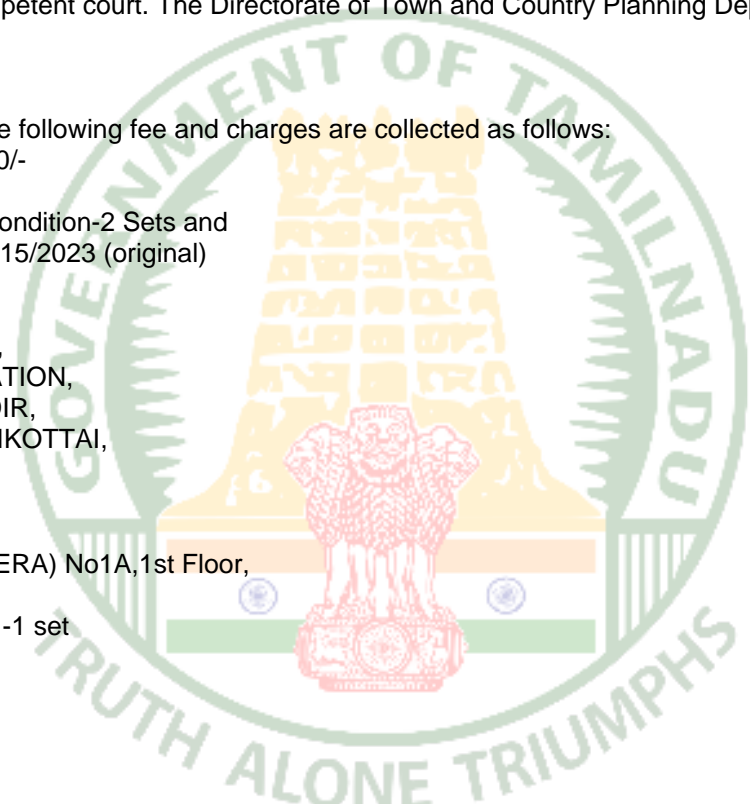 petent court. The Directorate of Town and Country Planning Dep
e following fee and charges are collected as follows:
0/-
ondition-2 Sets and
15/2023 (original)
ATION,
DIR,
IKOTTAI,
ERA) No1A,1st Floor,
-1 set
GOVERNMENT OF TAMILNADU
TRUTH ALONE TRIUMPHS